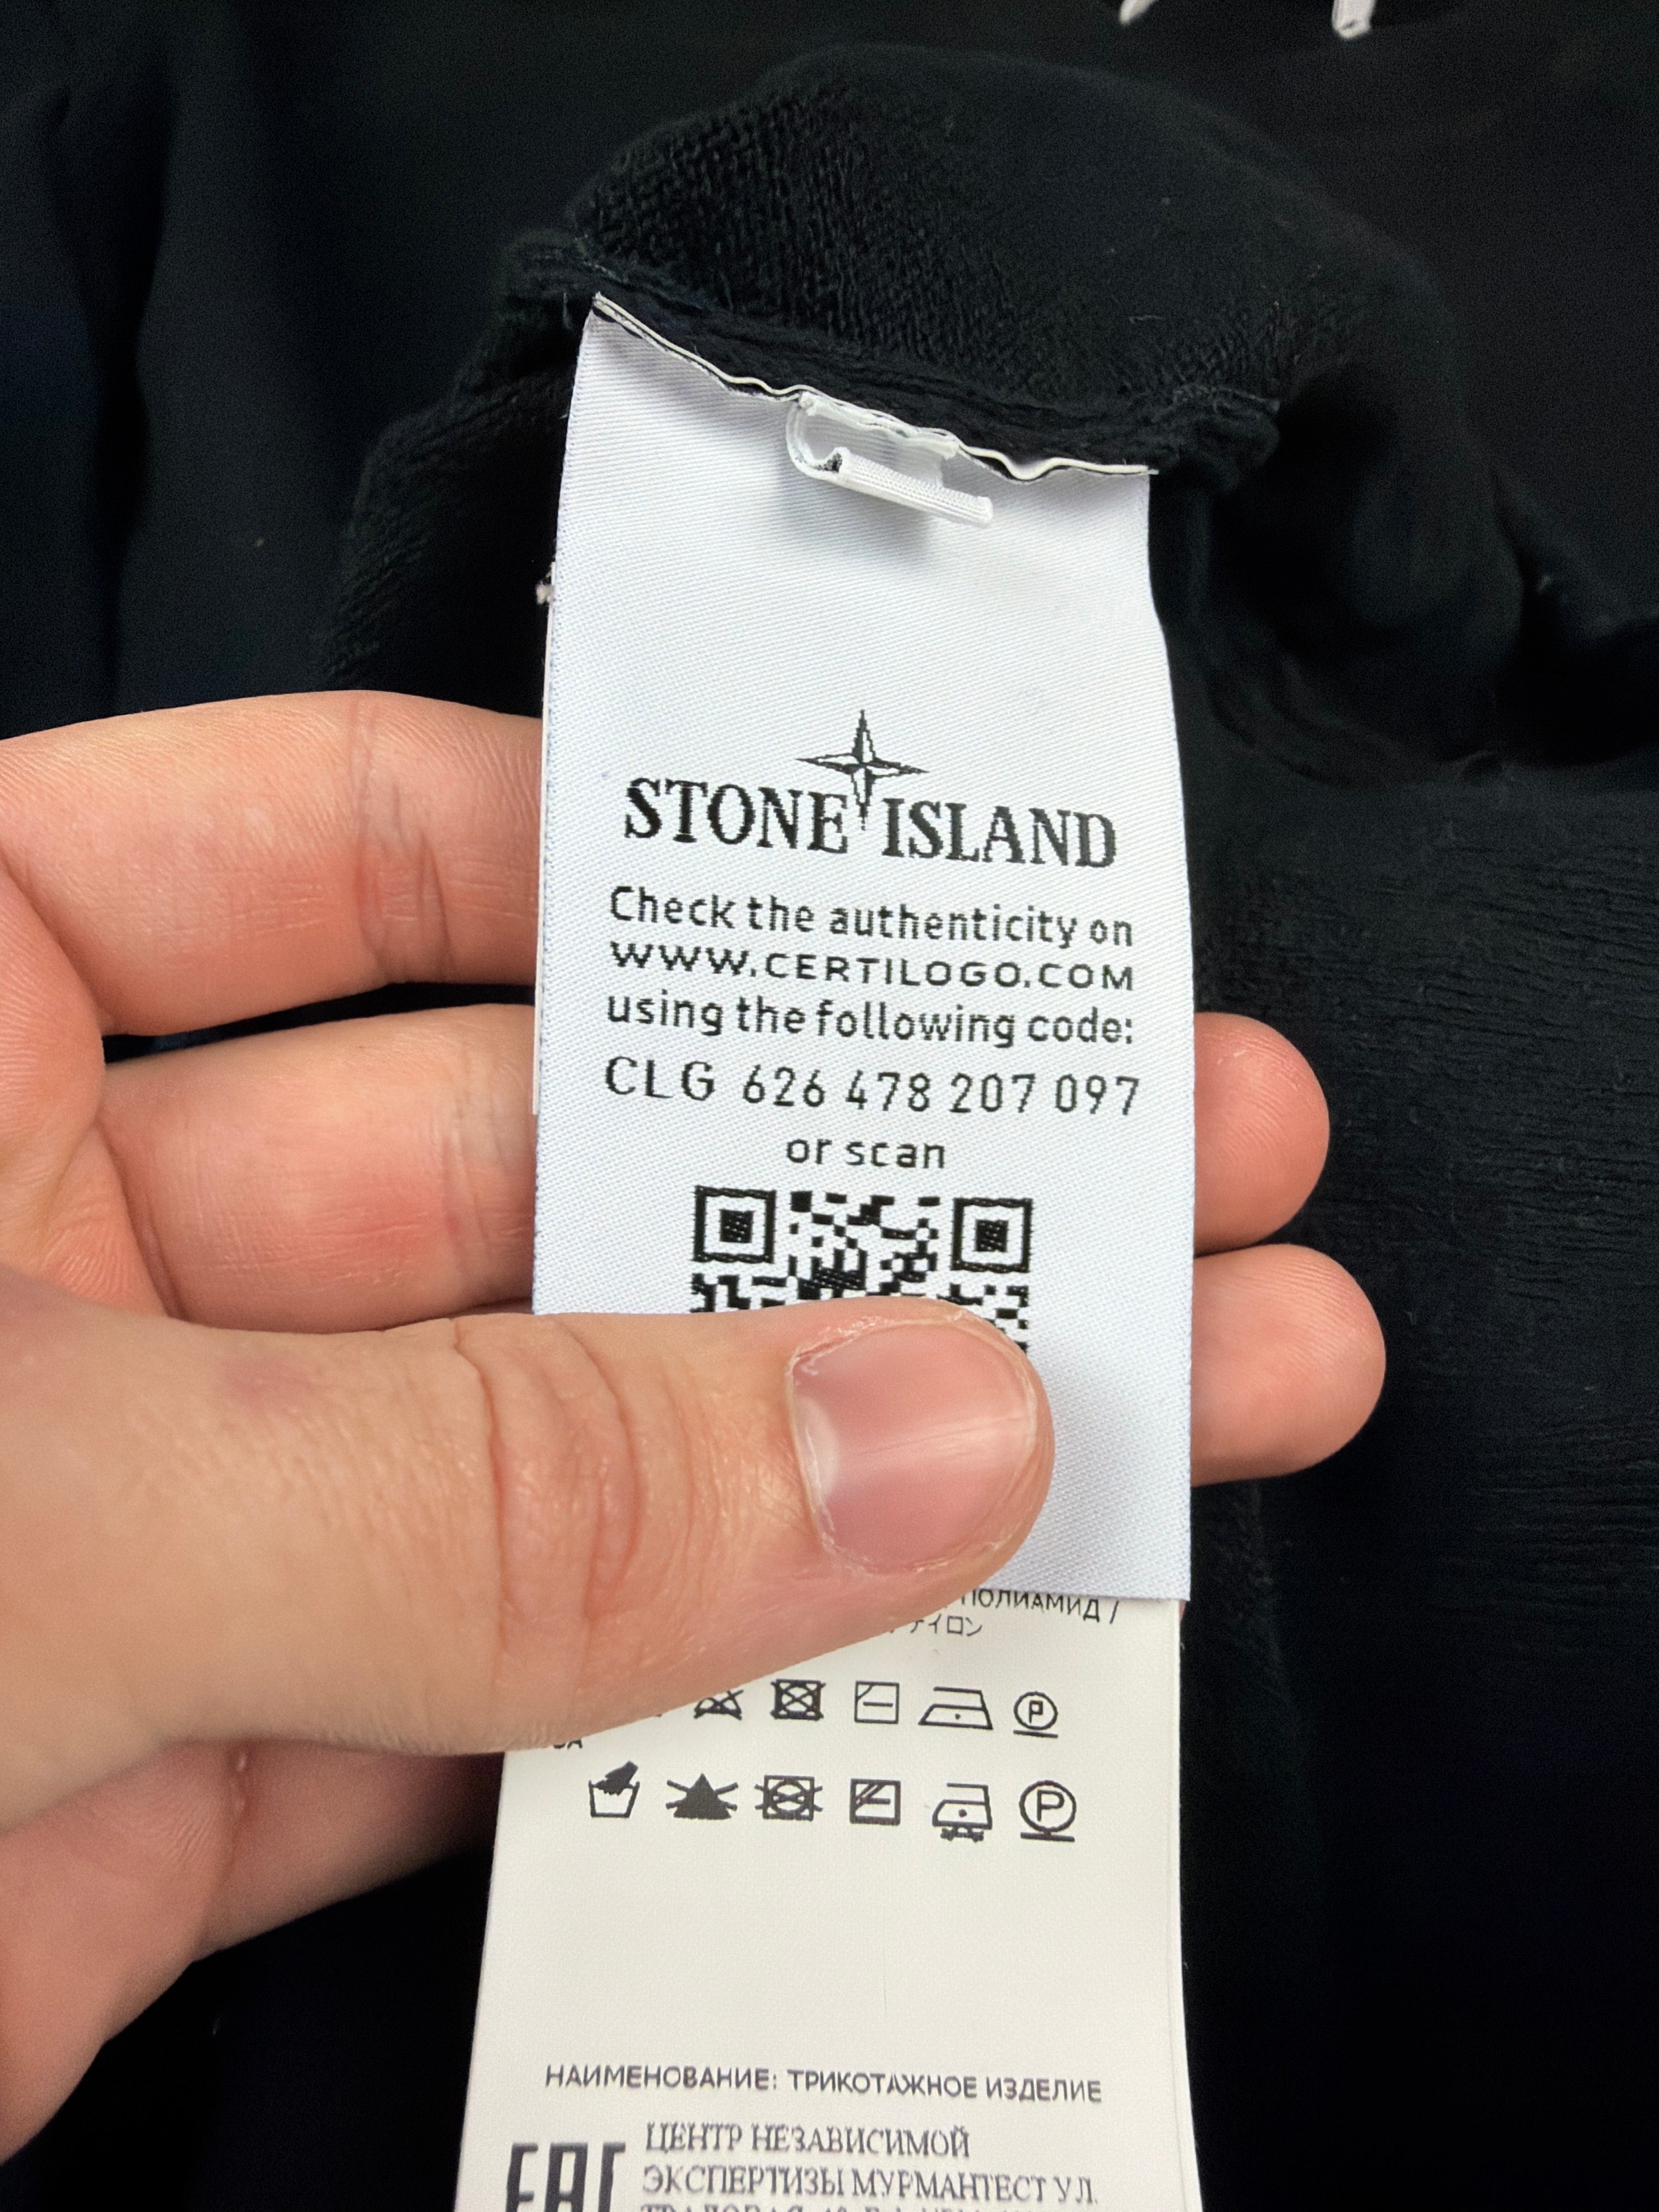 STONE ISLAND
Check the authenticity on
WWW.CERTILOGO.COM
using the following code:
CLG 626 478 207 097
or scan
ПОЛИАМИД /
ナイロン
НАИМЕНОВАНИЕ: ТРИКОТАЖНОЕ ИЗДЕЛИЕ
ЕАС
ЦЕНТР НЕЗАВИСИМОЙ
ЭКСПЕРТИЗЫ МУРМАНТЕСТ УЛ.